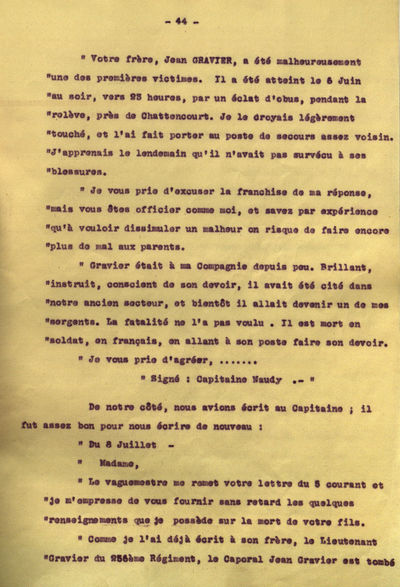 - 44 -
" Votre frère, Jean GRAVIER, a été malheureusement
"une des premières victimes. Il a été atteint le 6 Juin
"au soir, vers 23 heures, par un éclat d'obus, pendant la
"relève, près de Chattencourt. Je le croyais légèrement
"touché, et l'ai fait porter au poste de secours assez voisin.
"J'apprenais le lendemain qu'il n'avait pas survécu à ses
"blessures.
" Je vous prie d'excuser la franchise de ma réponse,
"mais vous êtes officier comme moi, et savez par expérience
"qu'à vouloir dissimuler un malheur on risque de faire encore
"plus de mal aux parents.
" Gravier était à ma Compagnie depuis peu. Brillant,
"instruit, conscient de son devoir, il avait été cité dans
"notre ancien secteur, et bientôt il allait devenir un de mes
"sergents. La fatalité ne l'a pas voulu . Il est mort en
"soldat, en français, en allant à son poste faire son devoir.
" Je vous prie d'agréer, .......
" Signé : Capitaine Naudy .- "
De notre côté, nous avions écrit au Capitaine ; il
fut assez bon pour nous écrire de nouveau :
" Du 8 Juillet -
" Madame,
" Le vaguemestre me remet votre lettre du 5 courant et
"je m'empresse de vous fournir sans retard les quelques
"renseignements que je possède sur la mort de votre fils.
" Comme je l'ai déjà écrit à son frère, le Lieutenant
"Gravier du 256ème Régiment, le Caporal Jean Gravier est tombé